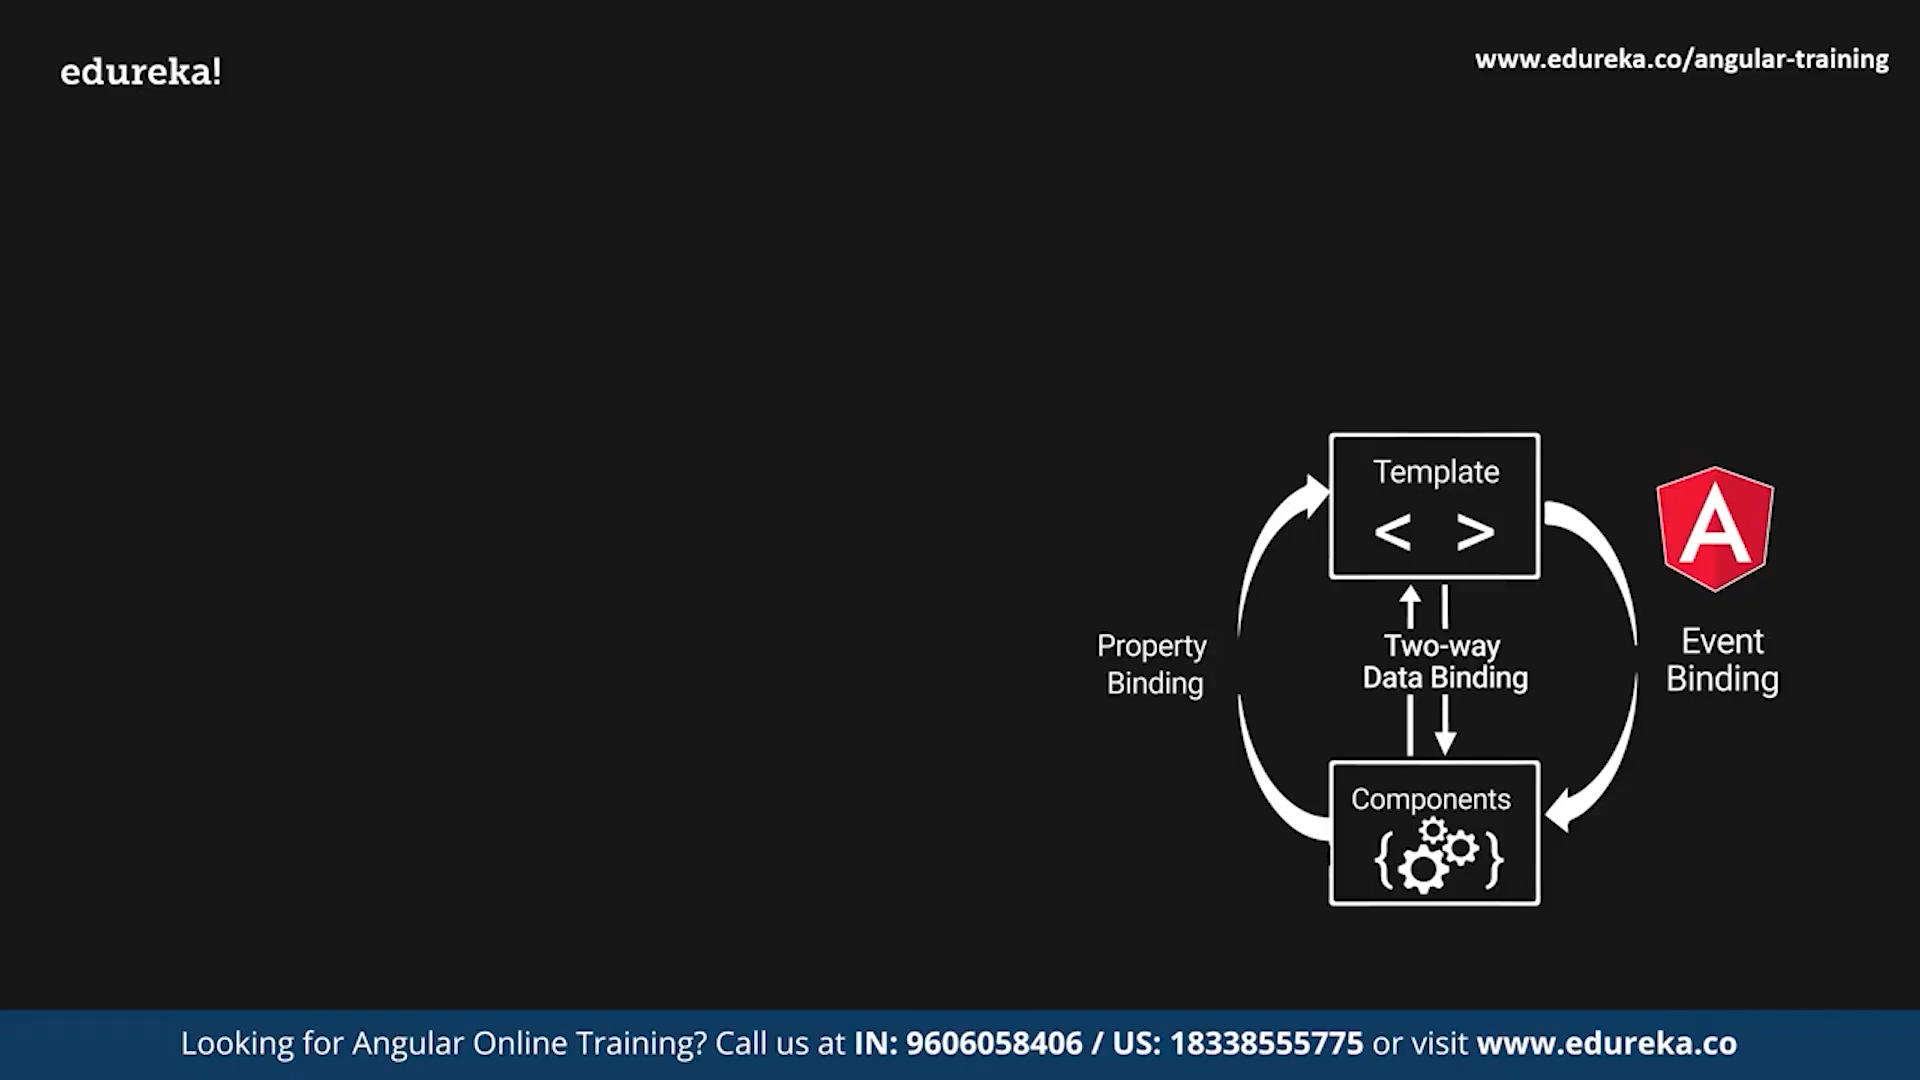 edureka!
www.edureka.co/angular-training
Template
< >
Property
Binding
Two-way
Data Binding
A
Event
Binding
Components
{ }
Looking for Angular Online Training? Call us at IN: 9606058406 / US: 18338555775 or visit www.edureka.co